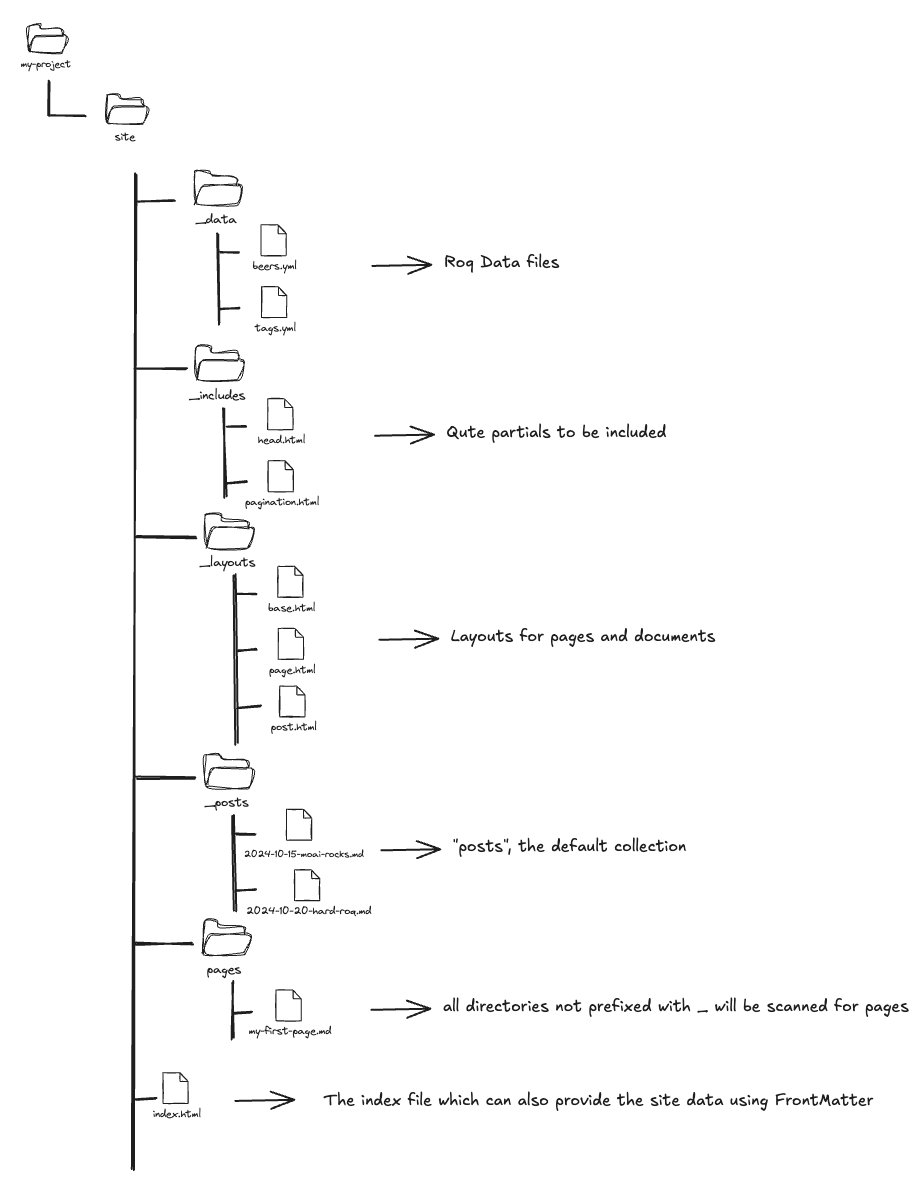 my-project
site
_data
beers.yml
Roq Data files
tags.yml
_includes
head.html
Qute partials to be included
pagination.html
_layouts
base.html
Layouts for pages and documents
page.html
post.html
_posts
2024-10-15-moai-rocks.md
"posts", the default collection
2024-10-20-hard-roq.md
pages
all directories not prefixed with _ will be scanned for pages
my-first-page.md
index.html
The index file which can also provide the site data using FrontMatter